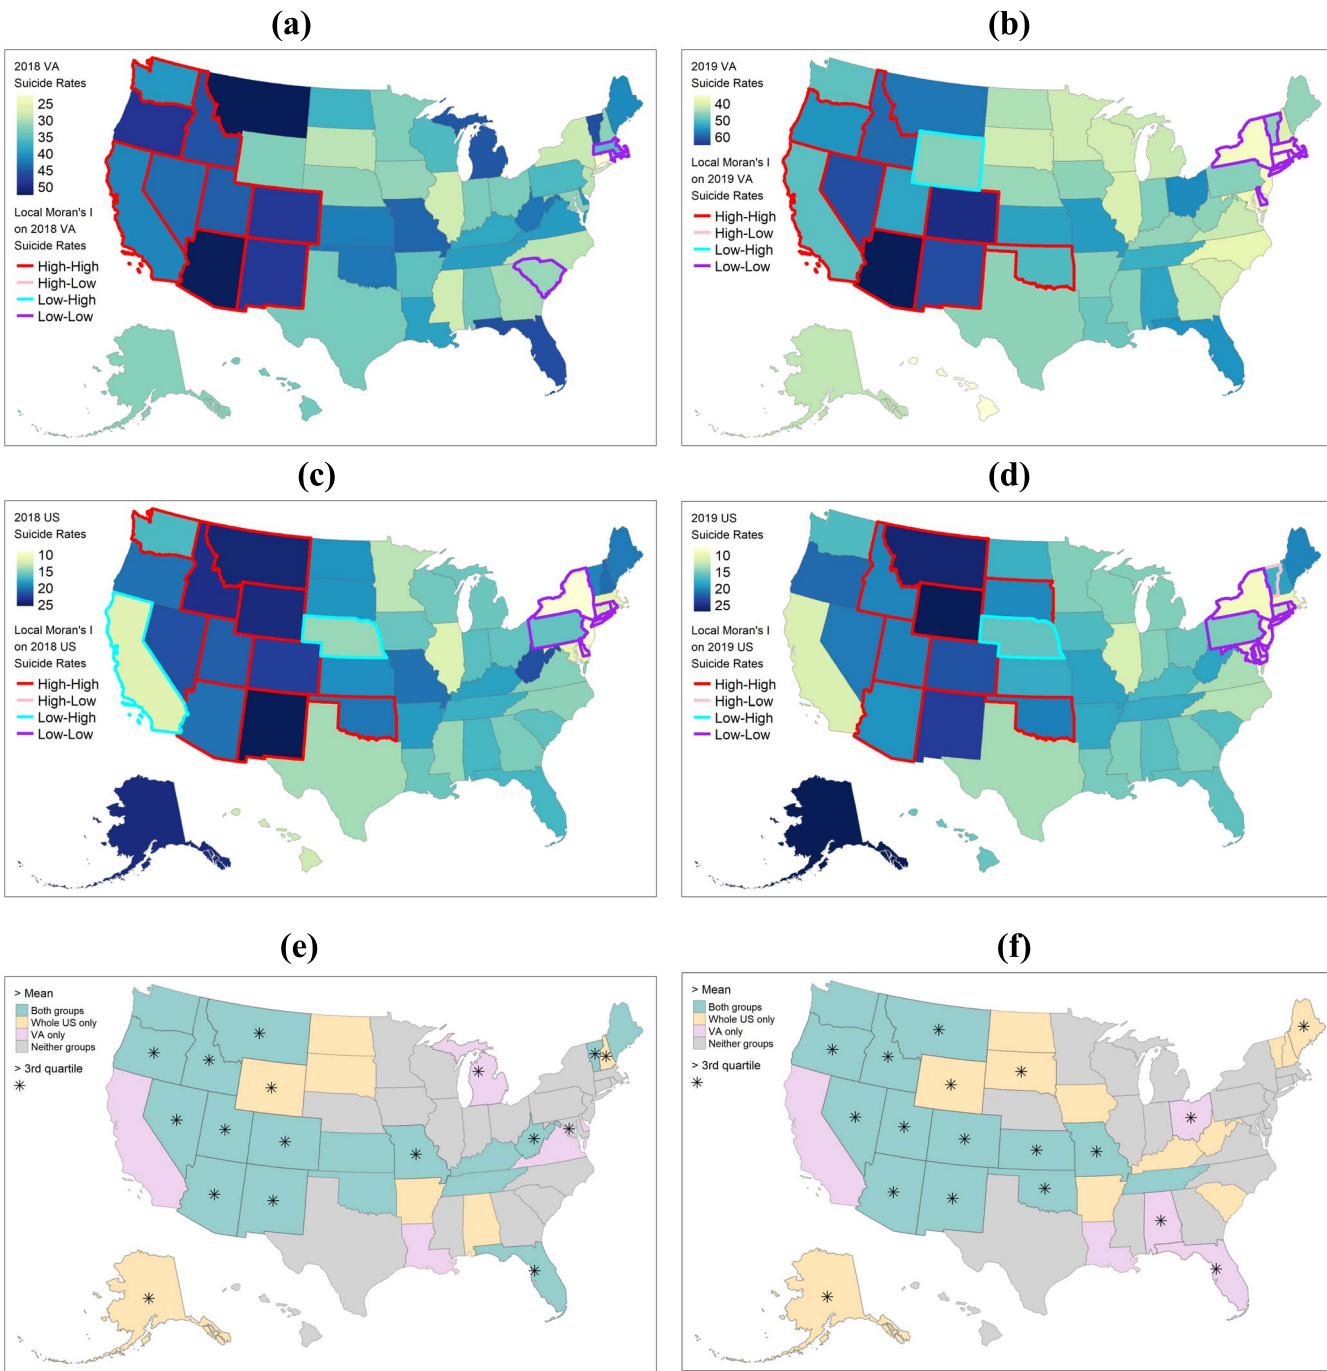 (a)
2018 VA
Suicide Rates
25
30
35
40
45
50
Local Moran's I
on 2018 VA
Suicide Rates
High-High
High-Low
Low-High
Low-Low
(b)
2019 VA
Suicide Rates
40
50
60
Local Moran's I
on 2019 VA
Suicide Rates
High-High
High-Low
Low-High
Low-Low
(c)
2018 US
Suicide Rates
10
15
20
25
Local Moran's I
on 2018 US
Suicide Rates
High-High
High-Low
Low-High
Low-Low
(d)
2019 US
Suicide Rates
10
15
20
25
Local Moran's I
on 2019 US
Suicide Rates
High-High
High-Low
Low-High
Low-Low
(e)
> Mean
Both groups
Whole US only
VA only
Neither groups
> 3rd quartile
(f)
> Mean
Both groups
Whole US only
VA only
Neither groups
> 3rd quartile